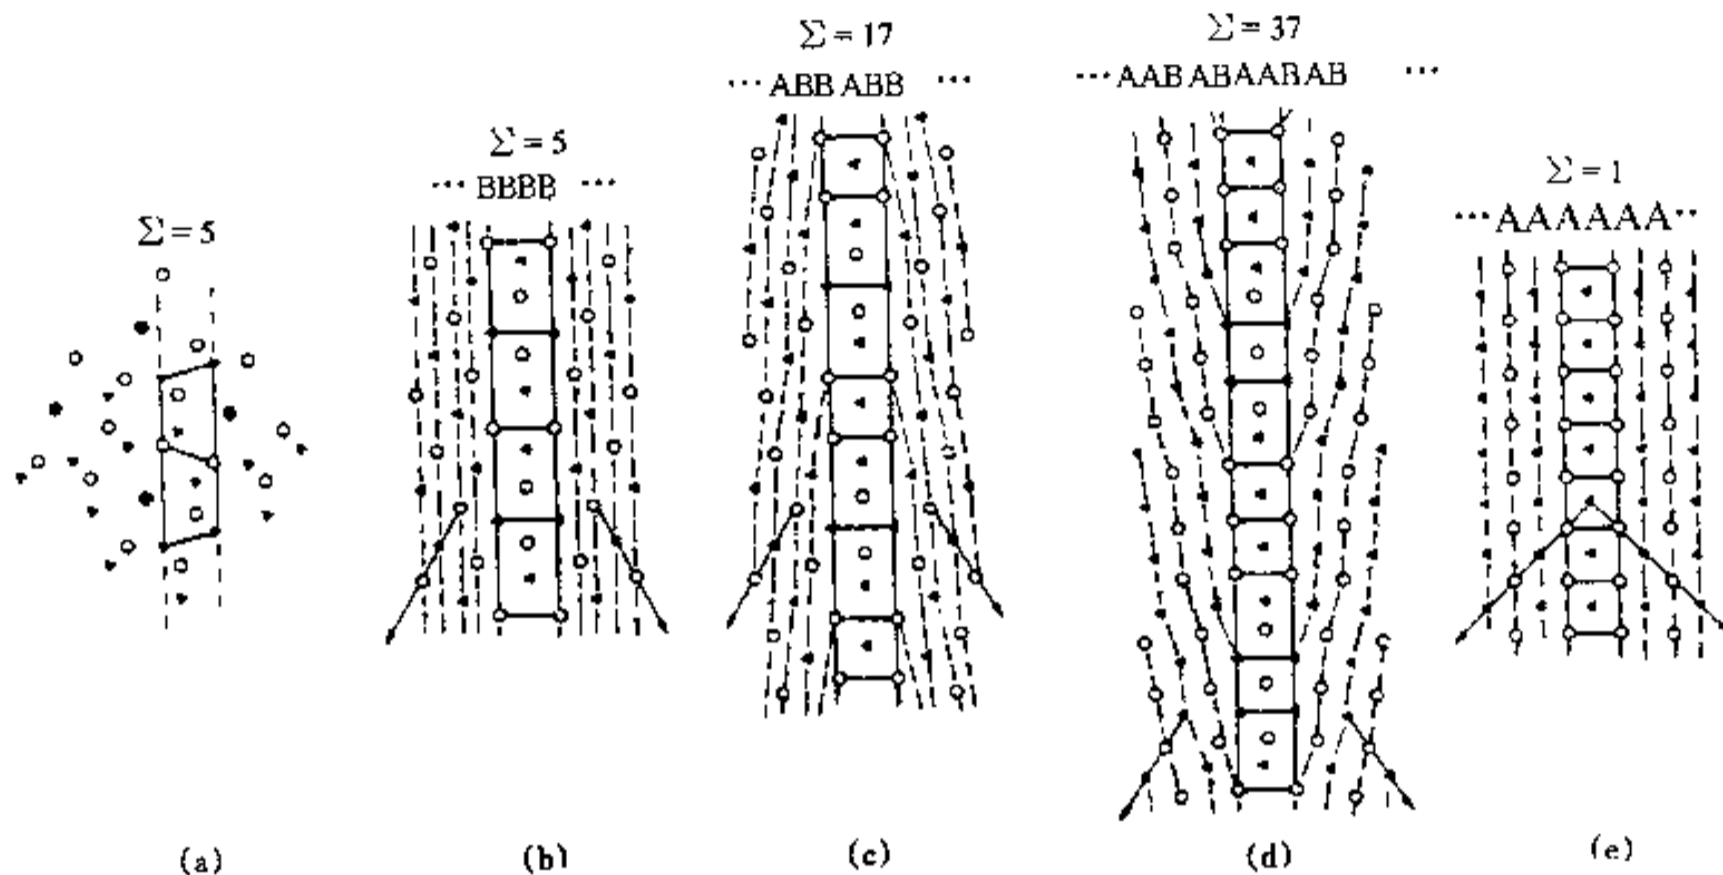 Σ = 5
(a)
Σ = 5
··· BBBB ···
(b)
Σ = 17
··· ABB ABB ···
(c)
Σ = 37
··· AAB ABAABAB ···
(d)
Σ = 1
··· AAAAAA ··
(e)